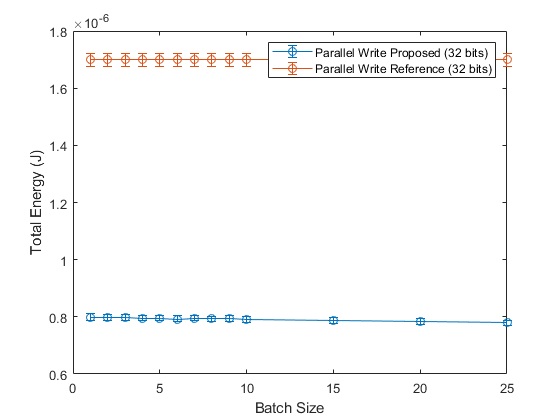 ×10-6
1.8
1.6
1.4
1.2
1
0.8
0.6
Total Energy (J)
Parallel Write Proposed (32 bits)
Parallel Write Reference (32 bits)
0 5 10 15 20 25
Batch Size